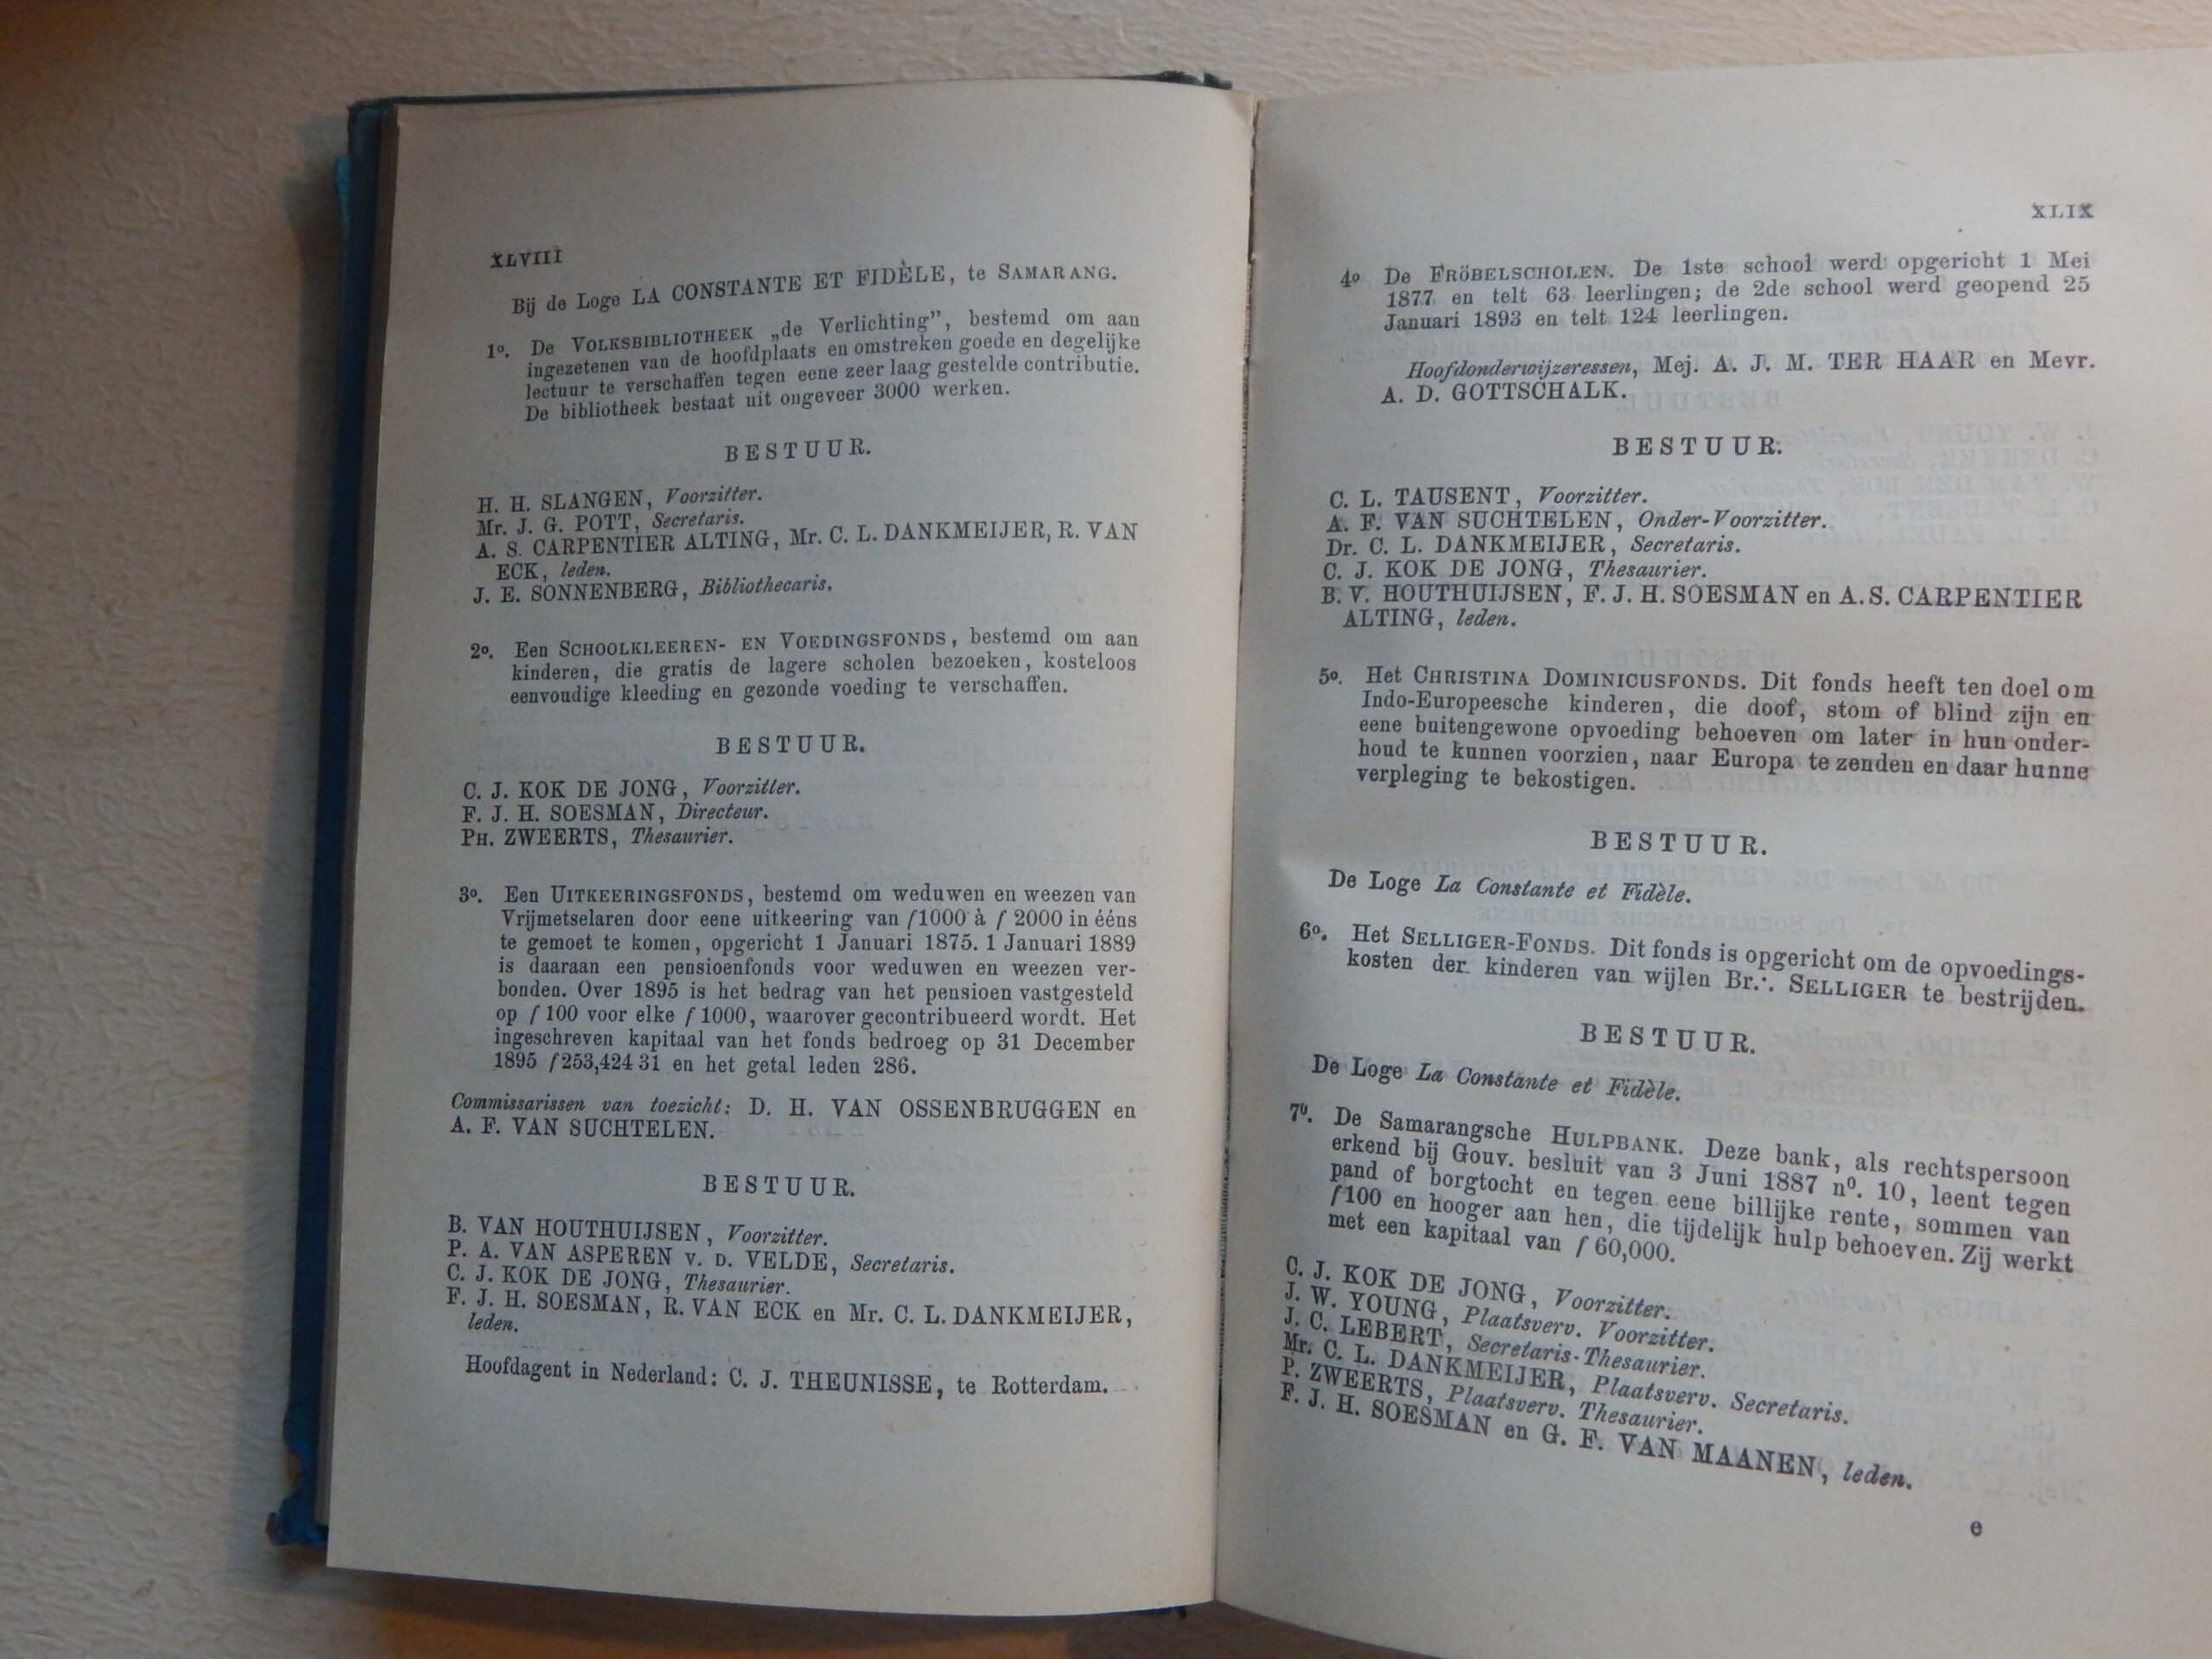 XLVIII
Bij de Loge LA CONSTANTE ET FIDÈLE, te SAMARANG.
1º. De VOLKSBIBLIOTHEEK „de Verlichting”, bestemd om aan
ingezetenen van de hoofdplaats en omstreken goede en degelijke
lectuur te verschaffen tegen eene zeer laag gestelde contributie.
De bibliotheek bestaat uit ongeveer 3000 werken.
BESTUUR.
H. H. SLANGEN, Voorzitter.
Mr. J. G. POTT, Secretaris.
A. S. CARPENTIER ALTING, Mr. C. L. DANKMEIJER, R. VAN
ECK, leden.
J. E. SONNENBERG, Bibliothecaris.
2º. Een SCHOOLKLEEREN- EN VOEDINGSFONDS, bestemd om aan
kinderen, die gratis de lagere scholen bezoeken, kosteloos
eenvoudige kleeding en gezonde voeding te verschaffen.
BESTUUR.
C. J. KOK DE JONG, Voorzitter.
F. J. H. SOESMAN, Directeur.
PH. ZWEERTS, Thesaurier.
3º. Een UITKEERINGSFONDS, bestemd om weduwen en weezen van
Vrijmetselaren door eene uitkeering van f 1000 à f 2000 in ééns
te gemoet te komen, opgericht 1 Januari 1875. 1 Januari 1889
is daaraan een pensioenfonds voor weduwen en weezen ver-
bonden. Over 1895 is het bedrag van het pensioen vastgesteld
op f 100 voor elke f 1000, waarover gecontribueerd wordt. Het
ingeschreven kapitaal van het fonds bedroeg op 31 December
1895 f 253,424 31 en het getal leden 286.
Commissarissen van toezicht: D. H. VAN OSSENBRUGGEN en
A. F. VAN SUCHTELEN.
BESTUUR.
B. VAN HOUTHUIJSEN, Voorzitter.
P. A. VAN ASPEREN V. D. VELDE, Secretaris.
C. J. KOK DE JONG, Thesaurier.
F. J. H. SOESMAN, R. VAN ECK en Mr. C. L. DANKMEIJER,
leden.
Hoofdagent in Nederland: C. J. THEUNISSE, te Rotterdam.
XLIX
4º De FRÖBELSCHOLEN. De 1ste school werd opgericht 1 Mei
1877 en telt 63 leerlingen; de 2de school werd geopend 25
Januari 1893 en telt 124 leerlingen.
Hoofdonderwijzeressen, Mej. A. J. M. TER HAAR en Mevr.
A. D. GOTTSCHALK.
BESTUUR.
C. L. TAUSENT, Voorzitter.
A. F. VAN SUCHTELEN, Onder-Voorzitter.
Dr. C. L. DANKMEIJER, Secretaris.
C. J. KOK DE JONG, Thesaurier.
B. V. HOUTHUIJSEN, F. J. H. SOESMAN en A. S. CARPENTIER
ALTING, leden.
5º. Het CHRISTINA DOMINICUSFONDS. Dit fonds heeft ten doel om
Indo-Europeesche kinderen, die doof, stom of blind zijn en
eene buitengewone opvoeding behoeven om later in hun onder-
houd te kunnen voorzien, naar Europa te zenden en daar hunne
verpleging te bekostigen.
BESTUUR.
De Loge La Constante et Fidèle.
6º. Het SELLIGER-FONDS. Dit fonds is opgericht om de opvoedings-
kosten der kinderen van wijlen Br∴ SELLIGER te bestrijden.
BESTUUR.
De Loge La Constante et Fidèle.
7º. De Samarangsche HULPBANK. Deze bank, als rechtspersoon
erkend bij Gouv. besluit van 3 Juni 1887 nº. 10, leent tegen
pand of borgtocht en tegen eene billijke rente, sommen van
f 100 en hooger aan hen, die tijdelijk hulp behoeven. Zij werkt
met een kapitaal van f 60,000.
C. J. KOK DE JONG, Voorzitter.
J. W. YOUNG, Plaatsverv. Voorzitter.
J. C. LEBERT, Secretaris-Thesaurier.
Mr. C. L. DANKMEIJER, Plaatsverv. Secretaris.
P. ZWEERTS, Plaatsverv. Thesaurier.
F. J. H. SOESMAN en G. F. VAN MAANEN, leden.
e